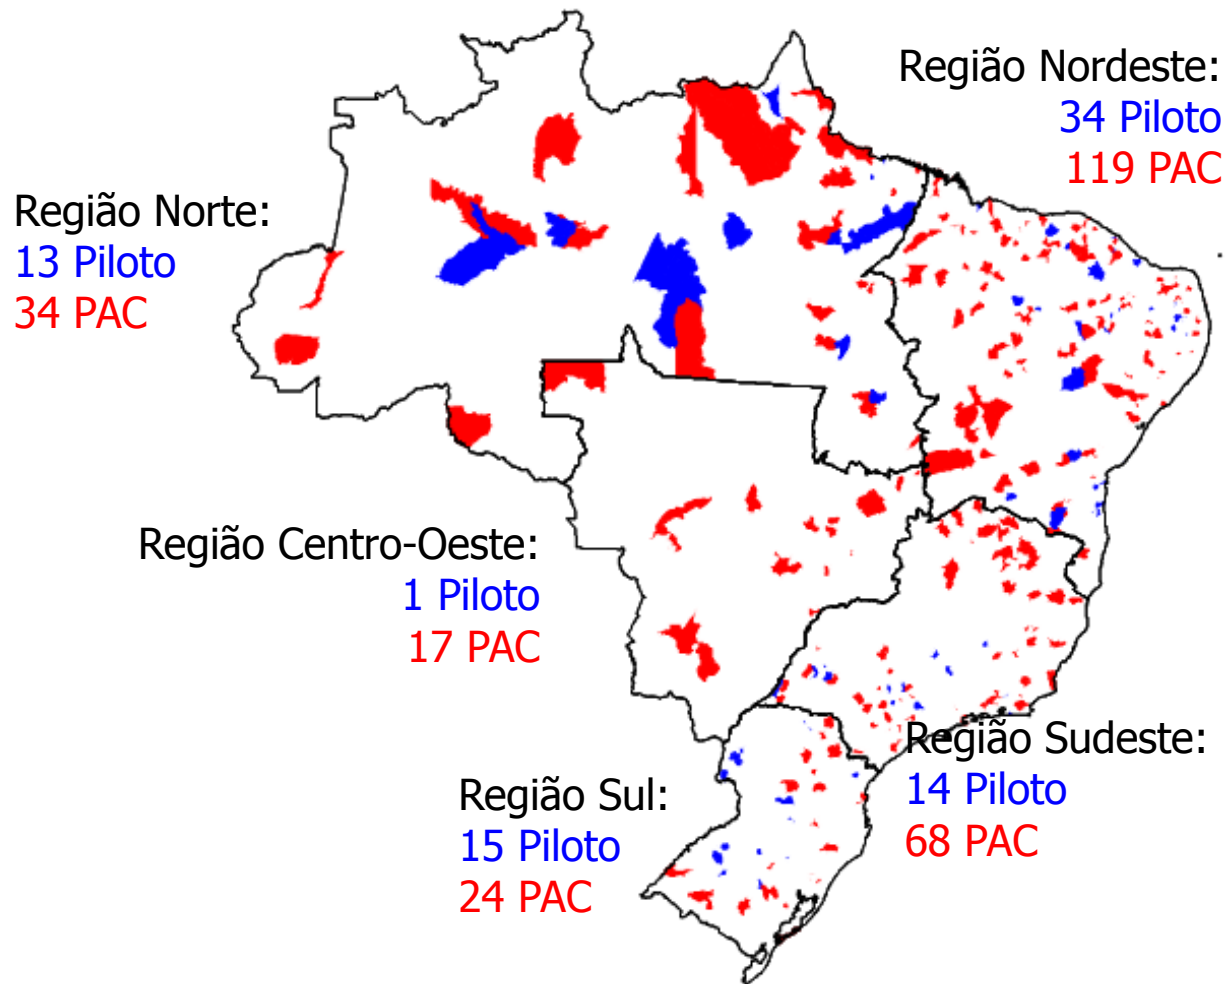 Região Nordeste:
34 Piloto
119 PAC
Região Norte:
13 Piloto
34 PAC
Região Centro-Oeste:
1 Piloto
17 PAC
Região Sudeste:
14 Piloto
68 PAC
Região Sul:
15 Piloto
24 PAC